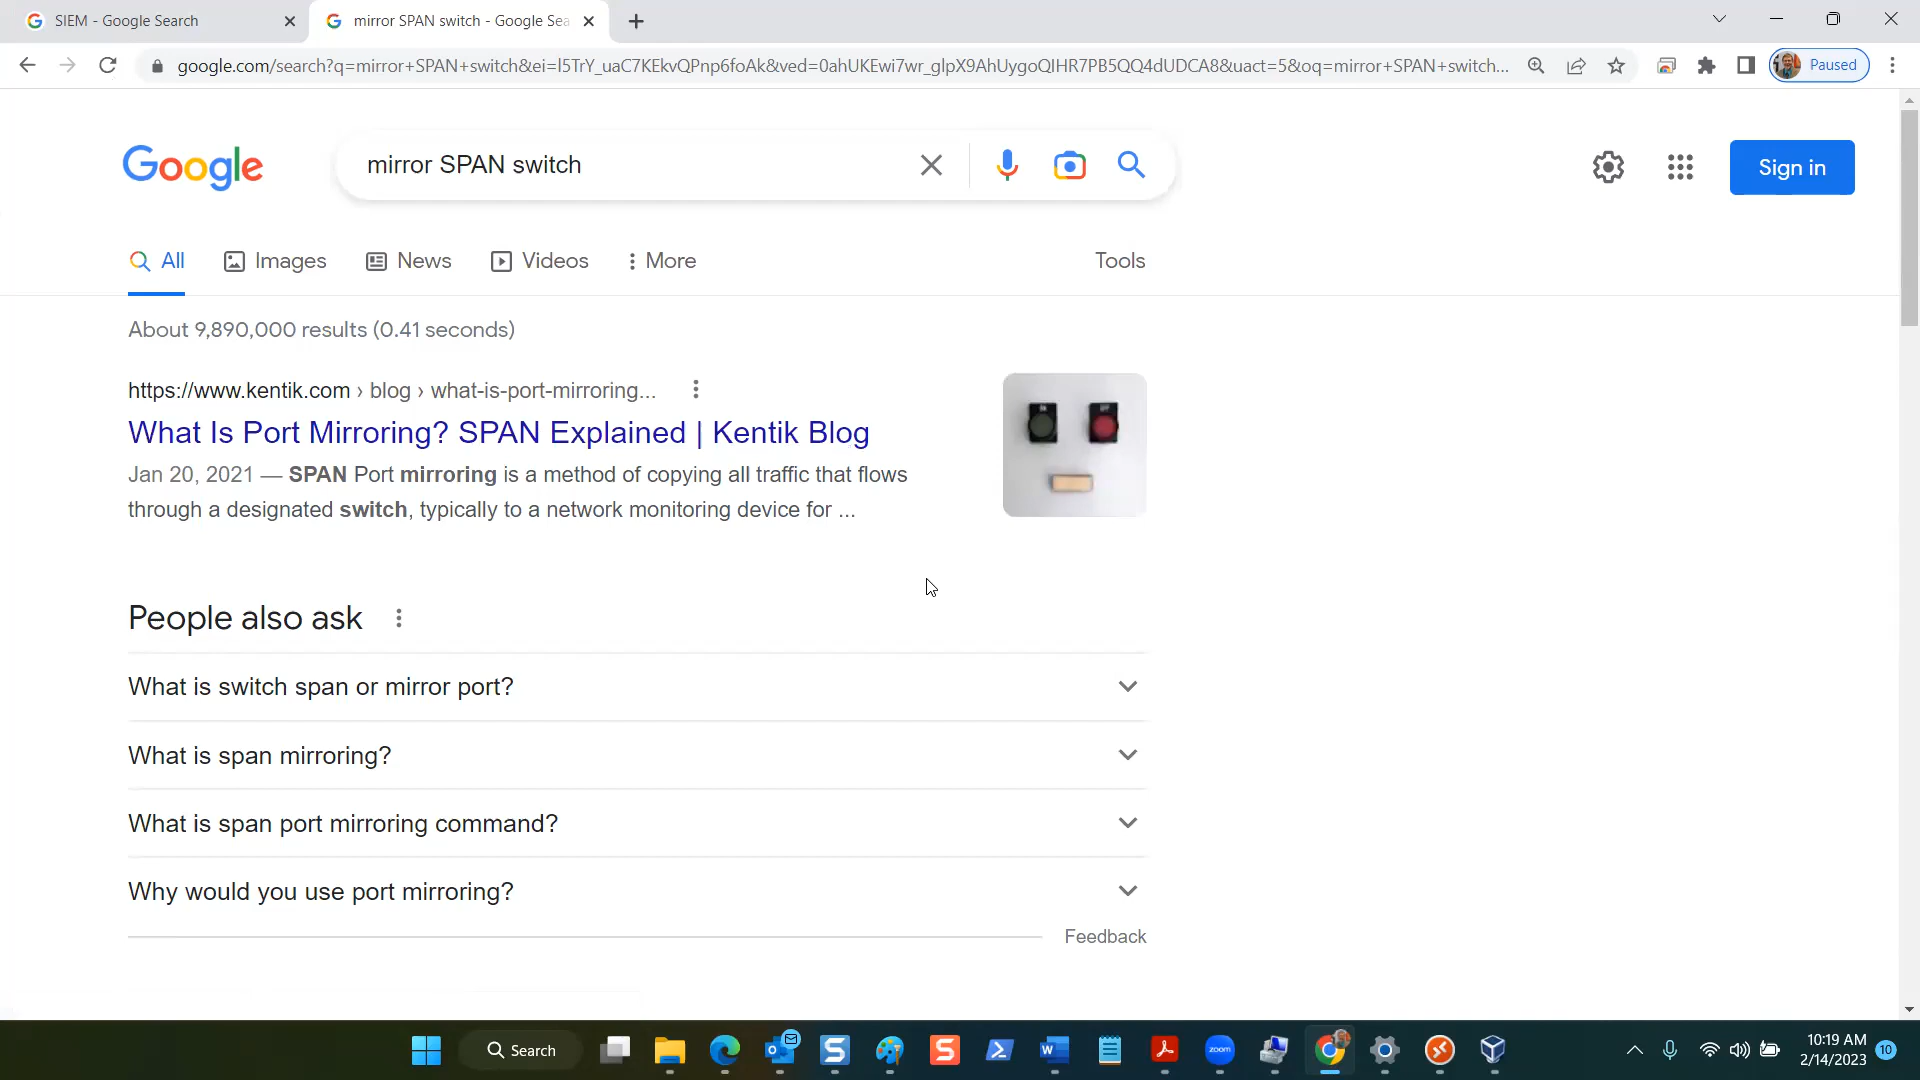 SIEM - Google Search
mirror SPAN switch - Google Sea
google.com/search?q=mirror+SPAN+switch&ei=l5TrY_uaC7KEkvQPnp6foAk&ved=0ahUKEwi7wr_glpX9AhUygoQIHR7PB5QQ4dUDCA8&uact=5&oq=mirror+SPAN+switch...
Paused
Google
mirror SPAN switch
Sign in
All
Images
News
Videos
More
Tools
About 9,890,000 results (0.41 seconds)
https://www.kentik.com › blog › what-is-port-mirroring...
What Is Port Mirroring? SPAN Explained | Kentik Blog
Jan 20, 2021 — SPAN Port mirroring is a method of copying all traffic that flows
through a designated switch, typically to a network monitoring device for ...
People also ask
What is switch span or mirror port?
What is span mirroring?
What is span port mirroring command?
Why would you use port mirroring?
Feedback
Search
zoom
10:19 AM
2/14/2023
10